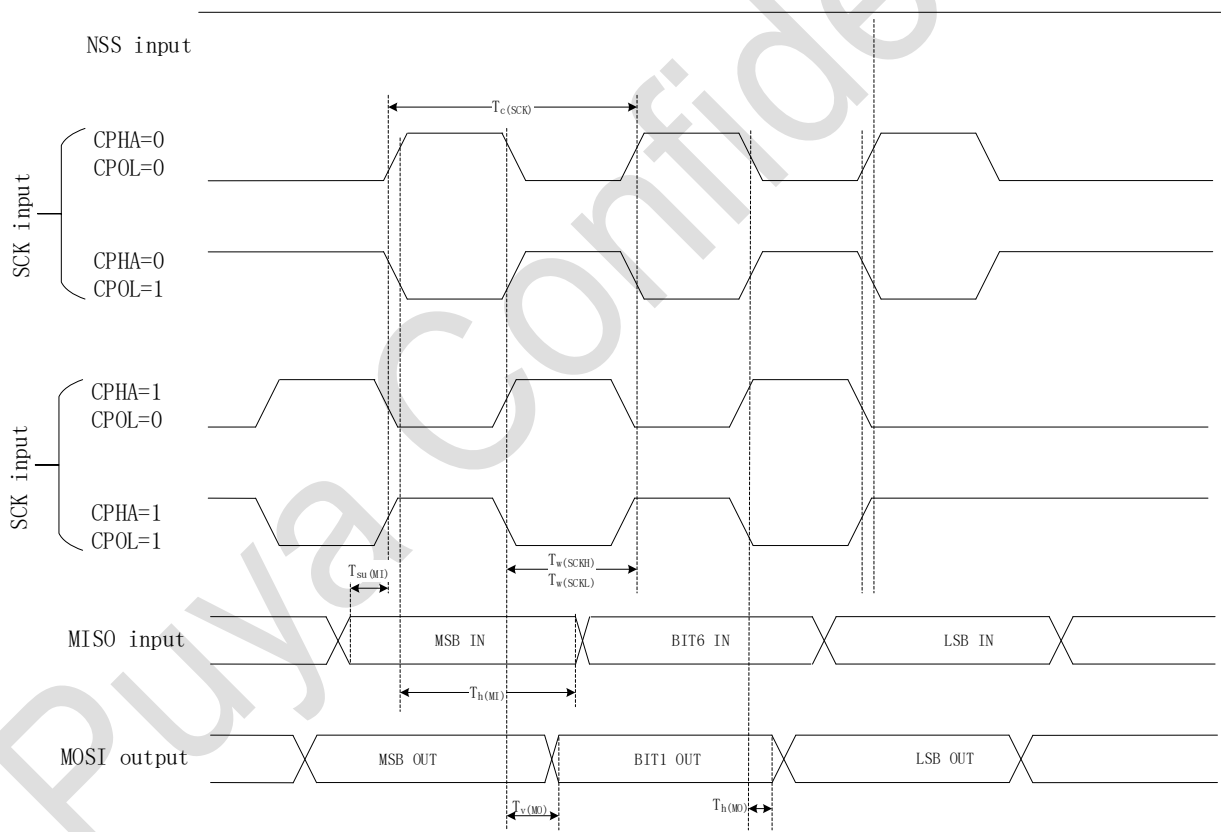 NSS input
Tc(SCK)
CPHA=0
CPOL=0
SCK input
CPHA=0
CPOL=1
CPHA=1
CPOL=0
SCK input
CPHA=1
CPOL=1
Tsu(MI)
Tw(SCKH)
Tw(SCKL)
MISO input
MSB IN
BIT6 IN
LSB IN
Th(MI)
MOSI output
MSB OUT
BIT1 OUT
LSB OUT
Tv(MO)
Th(MO)
Puya Confide